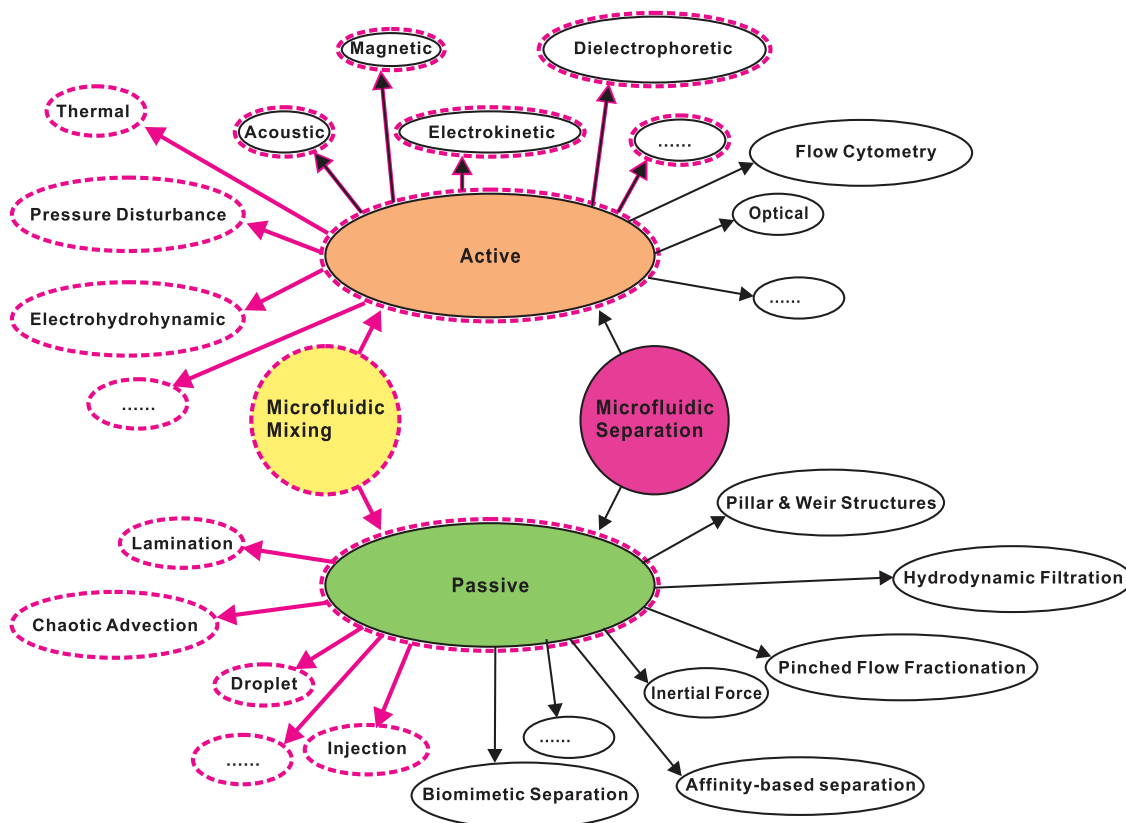 Magnetic
Dielectrophoretic
Thermal
Acoustic
Electrokinetic
......
Flow Cytometry
Pressure Disturbance
Optical
Active
......
Electrohydrohynamic
......
Microfluidic
Mixing
Microfluidic
Separation
Pillar & Weir Structures
Lamination
Hydrodynamic Filtration
Passive
Chaotic Advection
Pinched Flow Fractionation
Droplet
Inertial Force
......
Injection
......
Biomimetic Separation
Affinity-based separation